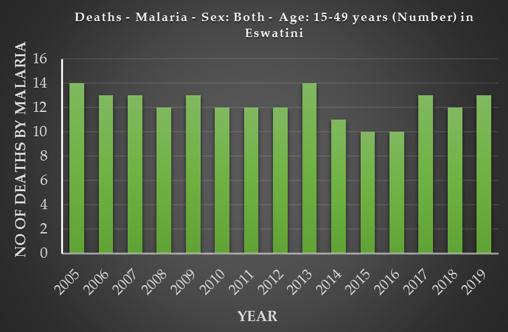 Deaths - Malaria - Sex: Both - Age: 15-49 years (Number) in
Eswatini
NO OF DEATHS BY MALARIA
16
14
12
10
8
6
4
2
0
2005 2006 2007 2008 2009 2010 2011 2012 2013 2014 2015 2016 2017 2018 2019
YEAR